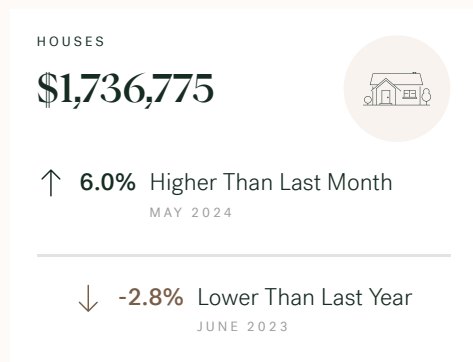 HOUSES
$1,736,775
6.0% Higher Than Last Month
MAY 2024
-2.8% Lower Than Last Year
JUNE 2023